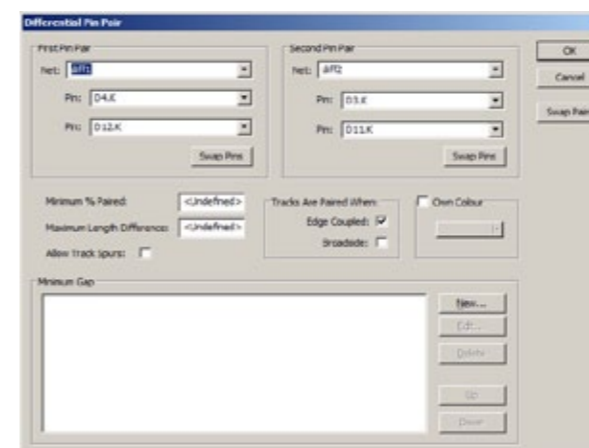 Differential Pin Pair
First Pin Pair
Net: diff1
Pin: D4.K
Pin: D12.K
Swap Pins
Second Pin Pair
Net: diff2
Pin: D3.K
Pin: D11.K
Swap Pins
OK
Cancel
Swap Pairs
Minimum % Paired: <Undefined>
Maximum Length Difference: <Undefined>
Allow Track Spurs:
Tracks Are Paired When:
Edge Coupled:
Broadside:
Own Colour
Minimum Gap
New...
Edit...
Delete
Up
Down